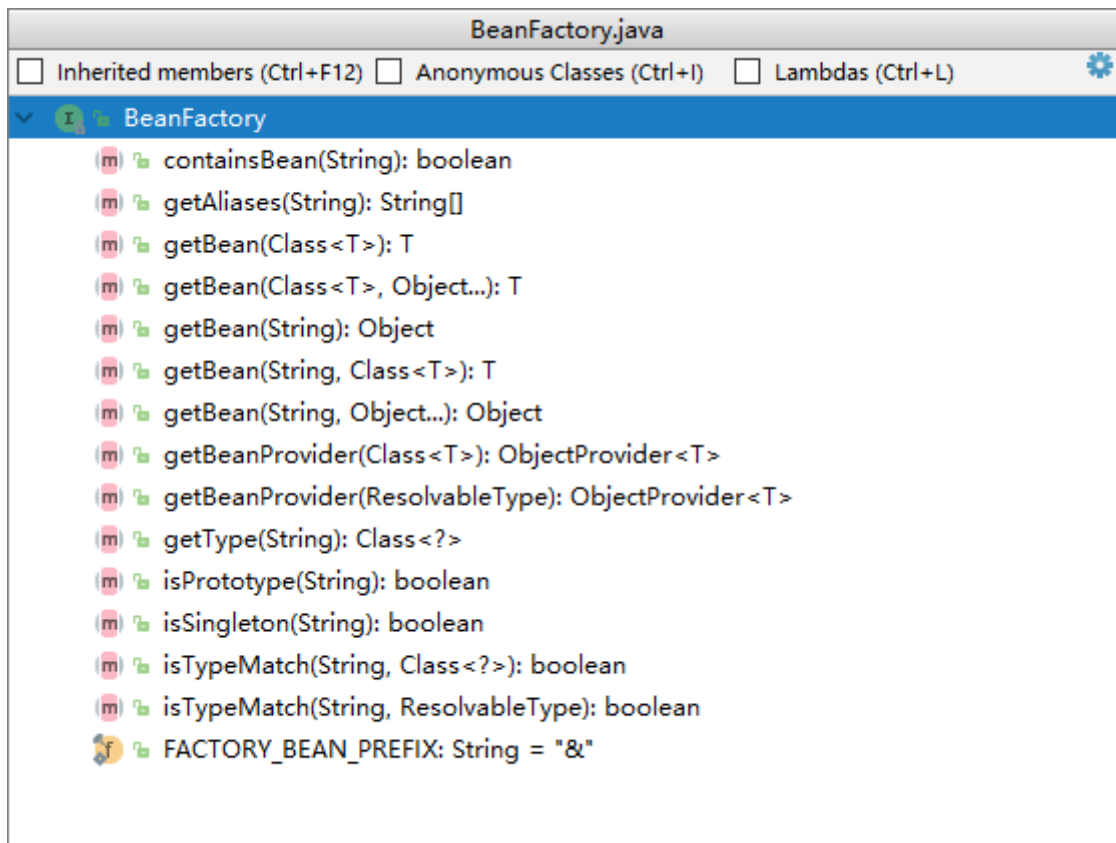 BeanFactory.java
Inherited members (Ctrl+F12) Anonymous Classes (Ctrl+I) Lambdas (Ctrl+L)
I BeanFactory
m containsBean(String): boolean
m getAliases(String): String[]
m getBean(Class<T>): T
m getBean(Class<T>, Object...): T
m getBean(String): Object
m getBean(String, Class<T>): T
m getBean(String, Object...): Object
m getBeanProvider(Class<T>): ObjectProvider<T>
m getBeanProvider(ResolvableType): ObjectProvider<T>
m getType(String): Class<?>
m isPrototype(String): boolean
m isSingleton(String): boolean
m isTypeMatch(String, Class<?>): boolean
m isTypeMatch(String, ResolvableType): boolean
f FACTORY_BEAN_PREFIX: String = "&"